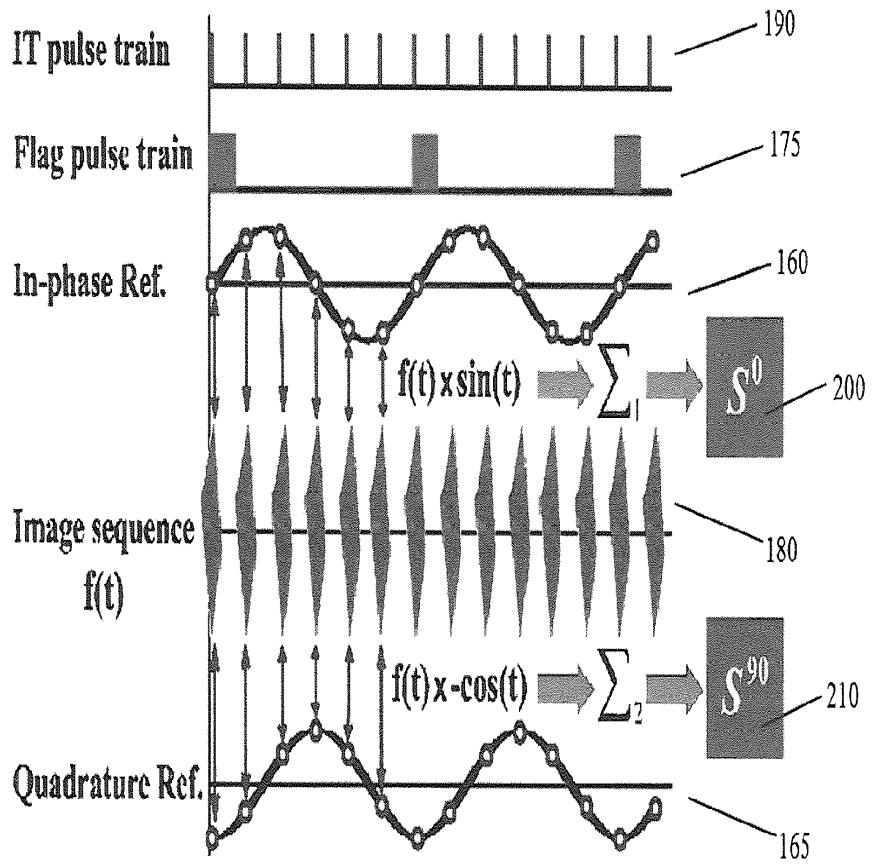 190
IT pulse train
175
Flag pulse train
160
In-phase Ref.
f(t) x sin(t)
∑1
S0
200
Image sequence
f(t)
180
f(t) x -cos(t)
∑2
S90
210
Quadrature Ref.
165